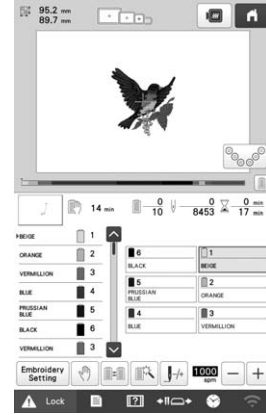 95.2 mm
89.7 mm
14 min
0
10
0
8453
0 min
17 min
BEIGE 1
ORANGE 2
VERMILLION 3
BLUE 4
PRUSSIAN
BLUE 5
BLACK 6
VERMILLION 3
6
BLACK
1
BEIGE
5
PRUSSIAN
BLUE
2
ORANGE
4
BLUE
3
VERMILLION
Embroidery
Setting
1000
spm
− +
Lock